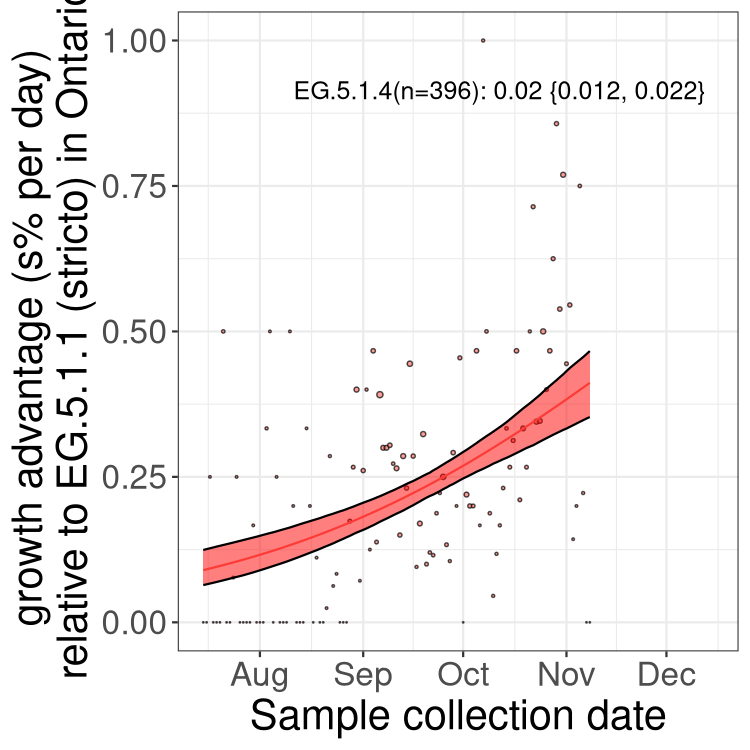 growth advantage (s% per day)
relative to EG.5.1.1 (stricto) in Ontario
1.00
0.75
0.50
0.25
0.00
EG.5.1.4(n=396): 0.02 {0.012, 0.022}
Aug Sep Oct Nov Dec
Sample collection date